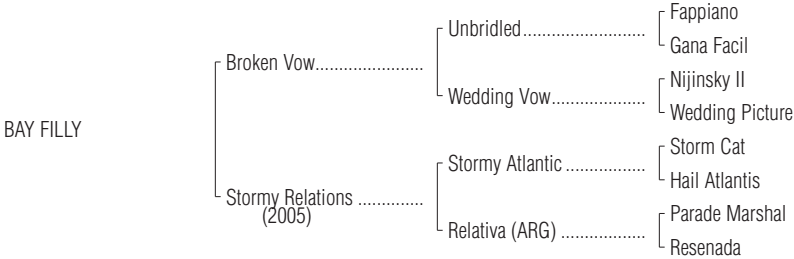 Fappiano
Unbridled..........................
Gana Facil
Broken Vow.......................
Nijinsky II
Wedding Vow....................
Wedding Picture
BAY FILLY
Storm Cat
Stormy Atlantic .................
Hail Atlantis
Stormy Relations ..............
(2005)
Parade Marshal
Relativa (ARG) ..................
Resenada